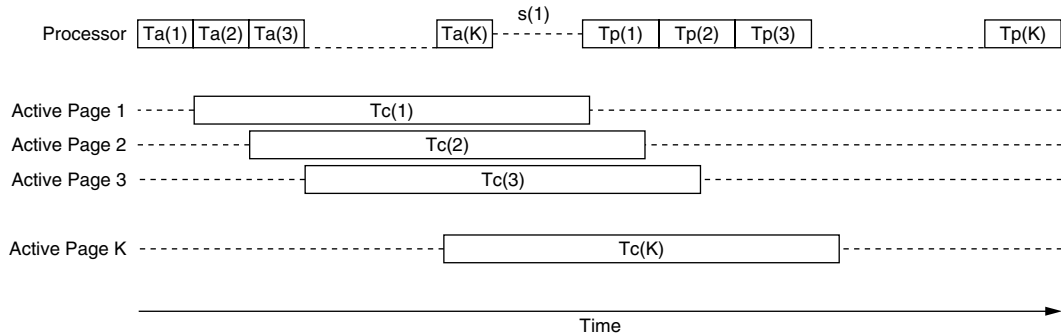 s(1)
Processor Ta(1) Ta(2) Ta(3) Ta(K) Tp(1) Tp(2) Tp(3) Tp(K)
Active Page 1 Tc(1)
Active Page 2 Tc(2)
Active Page 3 Tc(3)
Active Page K Tc(K)
Time